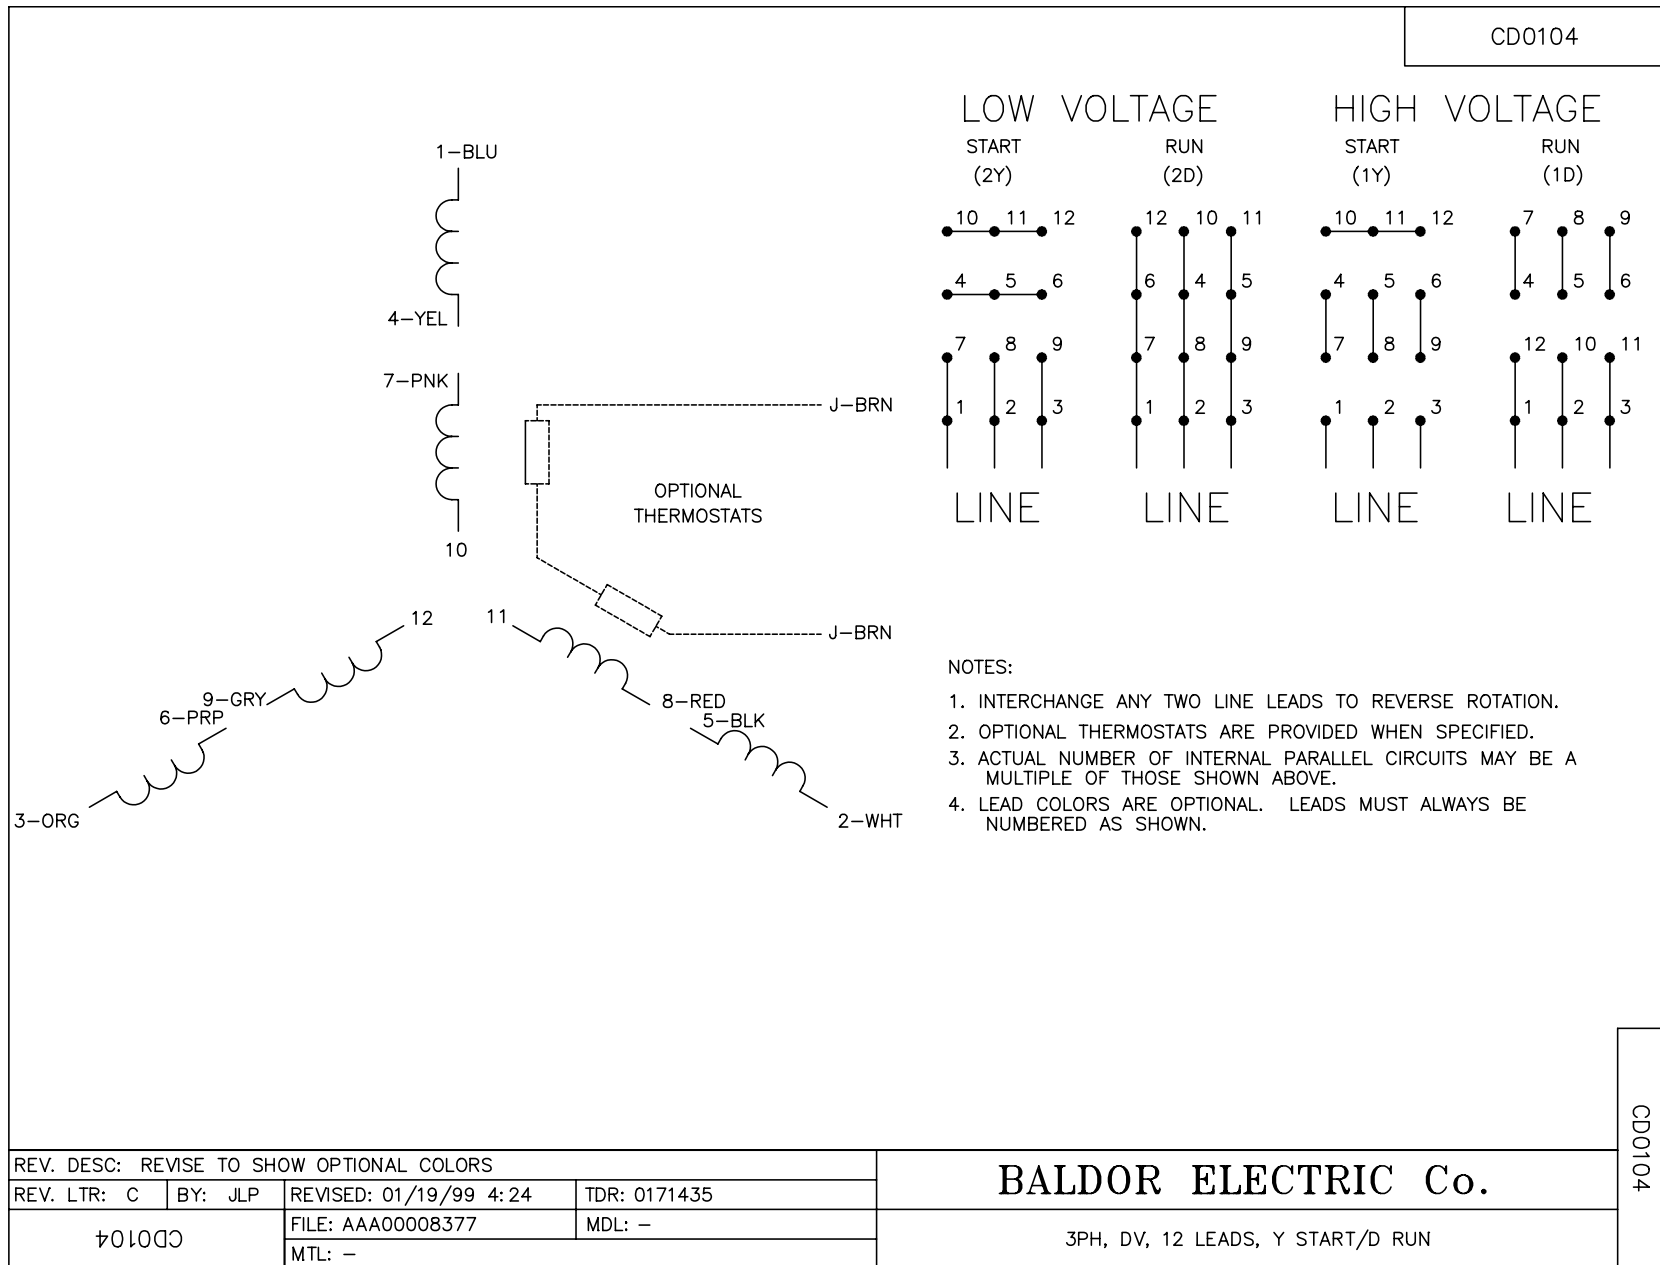 CD0104
LOW VOLTAGE HIGH VOLTAGE
START RUN START RUN
(2Y) (2D) (1Y) (1D)
10 11 12 12 10 11 10 11 12 7 8 9
4 5 6 6 4 5 4 5 6 4 5 6
7 8 9 7 8 9 7 8 9 12 10 11
1 2 3 1 2 3 1 2 3 1 2 3
LINE LINE LINE LINE
1-BLU
4-YEL
7-PNK
J-BRN
OPTIONAL
THERMOSTATS
10
12
11
J-BRN
9-GRY
6-PRP
8-RED
5-BLK
3-ORG
2-WHT
NOTES:
1. INTERCHANGE ANY TWO LINE LEADS TO REVERSE ROTATION.
2. OPTIONAL THERMOSTATS ARE PROVIDED WHEN SPECIFIED.
3. ACTUAL NUMBER OF INTERNAL PARALLEL CIRCUITS MAY BE A
MULTIPLE OF THOSE SHOWN ABOVE.
4. LEAD COLORS ARE OPTIONAL. LEADS MUST ALWAYS BE
NUMBERED AS SHOWN.
CD0104
REV. DESC: REVISE TO SHOW OPTIONAL COLORS
REV. LTR: C BY: JLP REVISED: 01/19/99 4:24 TDR: 0171435
CD0104
FILE: AAA00008377 MDL: -
MTL: -
BALDOR ELECTRIC Co.
3PH, DV, 12 LEADS, Y START/D RUN